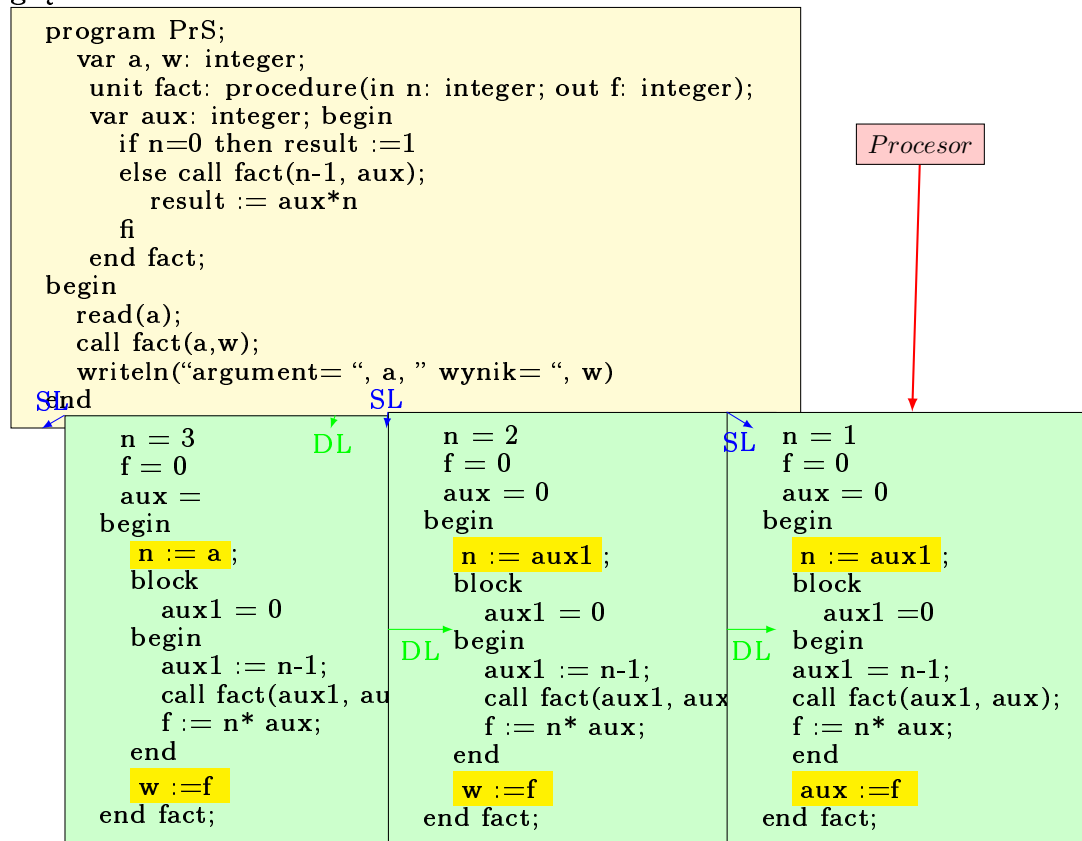 program PrS;
var a, w: integer;
unit fact: procedure(in n: integer; out f: integer);
var aux: integer; begin
if n=0 then result :=1
else call fact(n-1, aux);
result := aux*n
fi
end fact;
begin
read(a);
call fact(a,w);
writeln(“argument= “, a, ” wynik= “, w)
end
Procesor
SL
SL
SL
DL
n = 3
f = 0
aux =
begin
n := a ;
block
aux1 = 0
begin
aux1 := n-1;
call fact(aux1, au
f := n* aux;
end
w :=f
end fact;
DL
n = 2
f = 0
aux = 0
begin
n := aux1 ;
block
aux1 = 0
begin
aux1 := n-1;
call fact(aux1, aux
f := n* aux;
end
w :=f
end fact;
DL
n = 1
f = 0
aux = 0
begin
n := aux1 ;
block
aux1 =0
begin
aux1 = n-1;
call fact(aux1, aux);
f := n* aux;
end
aux :=f
end fact;